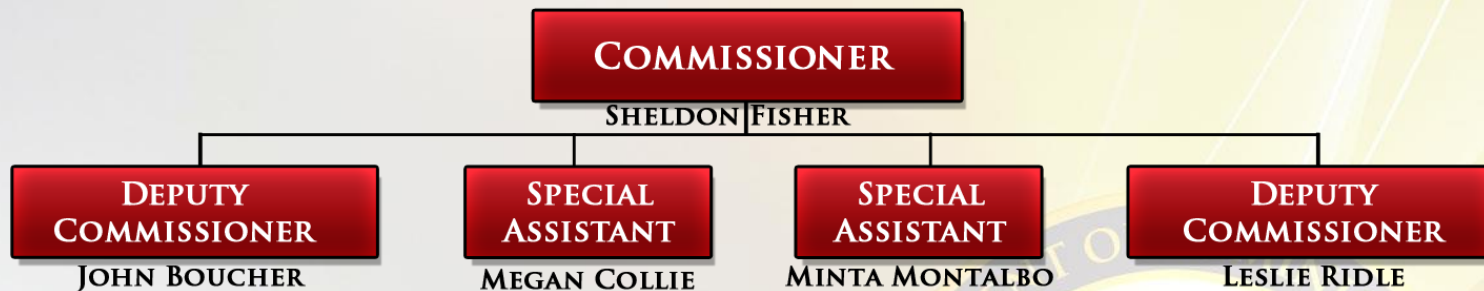 COMMISSIONER
SHELDON FISHER
DEPUTY
COMMISSIONER
JOHN BOUCHER
SPECIAL
ASSISTANT
MEGAN COLLIE
SPECIAL
ASSISTANT
MINTA MONTALBO
DEPUTY
COMMISSIONER
LESLIE RIDLE